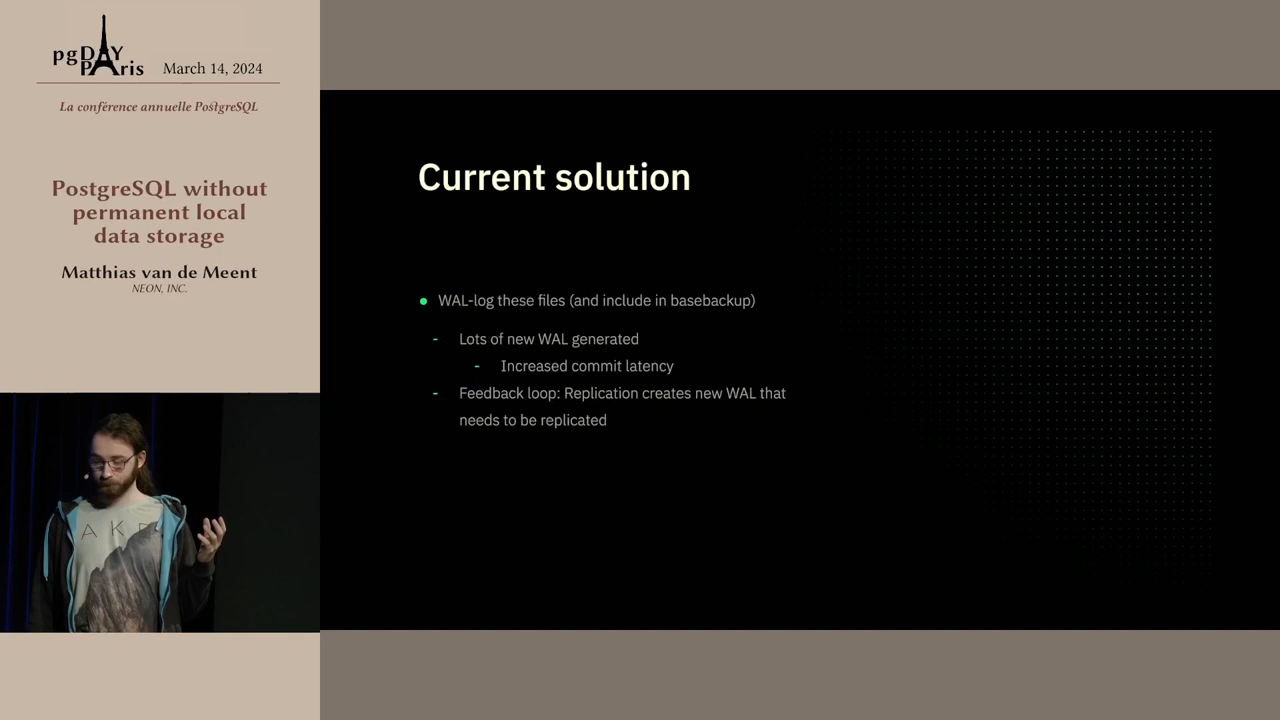 pgDAY
PAris
March 14, 2024
La conférence annuelle PostgreSQL
PostgreSQL without
permanent local
data storage
Matthias van de Meent
NEON, INC.
Current solution
● WAL-log these files (and include in basebackup)
- Lots of new WAL generated
- Increased commit latency
- Feedback loop: Replication creates new WAL that
needs to be replicated